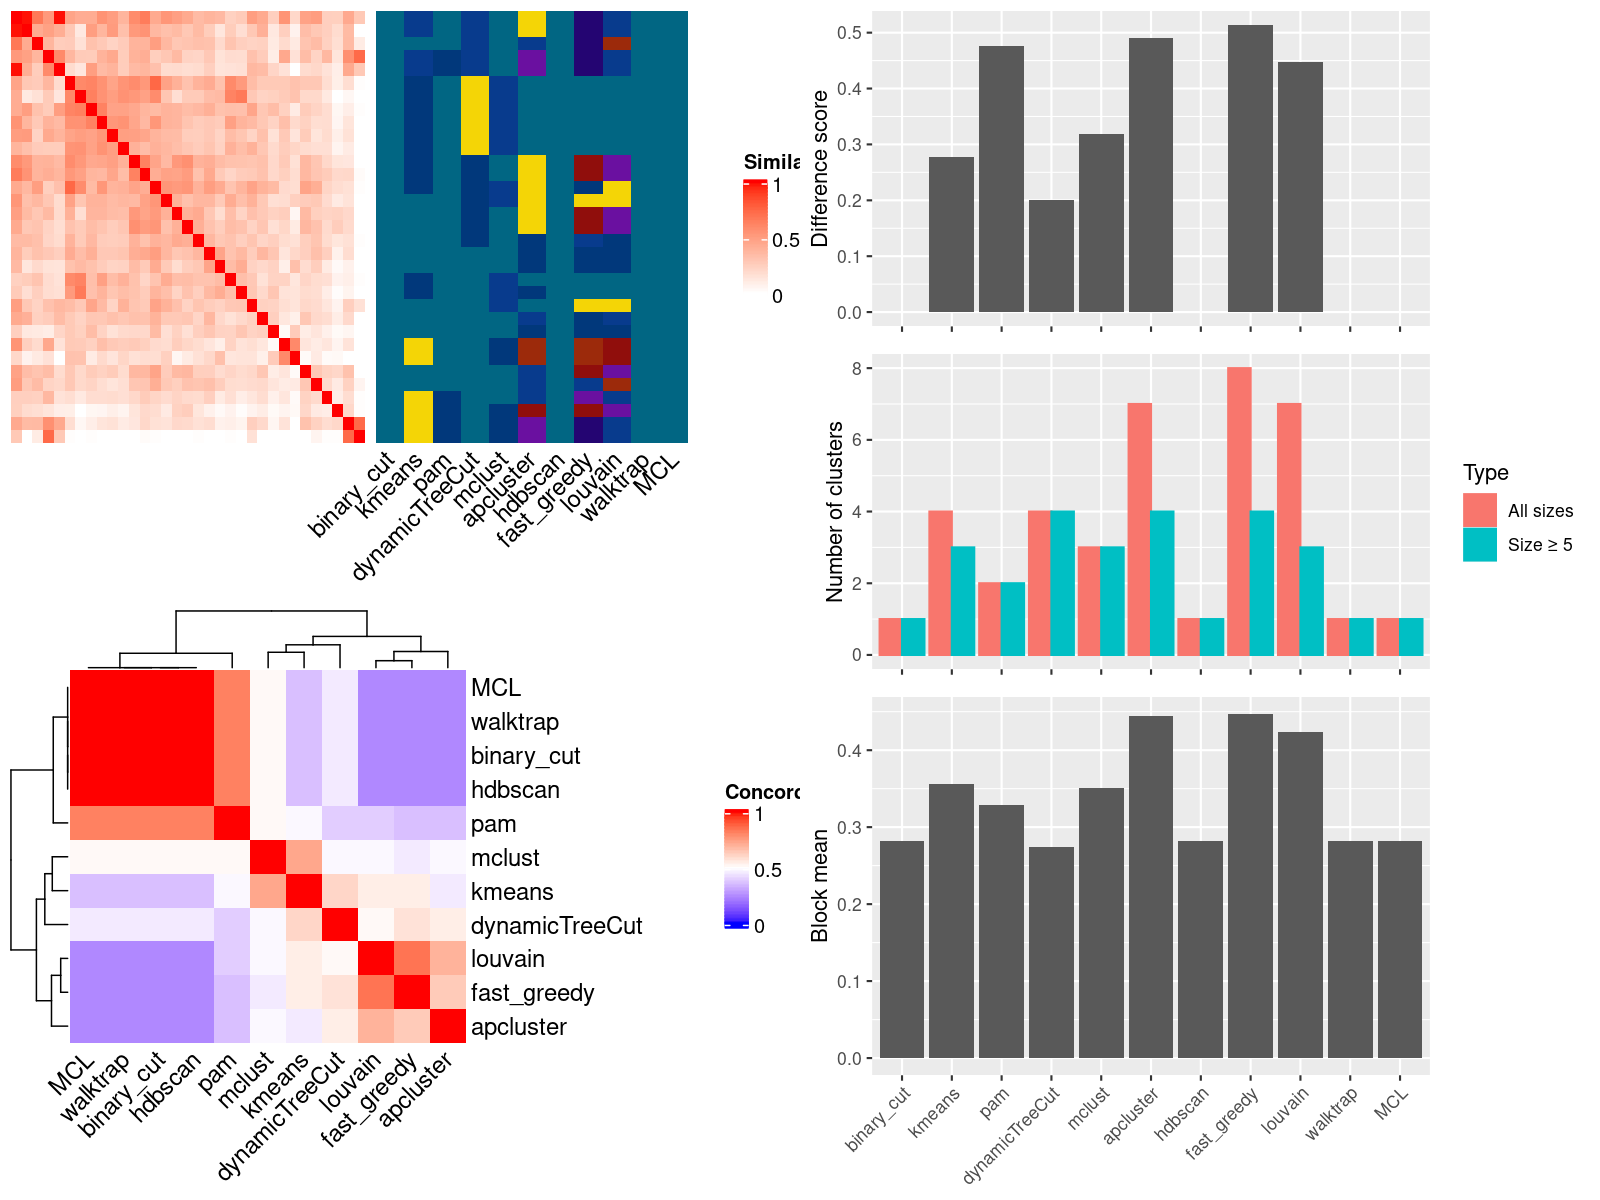 Simila
1
0.5
0
binary_cut
kmeans
pam
dynamicTreeCut
mclust
apcluster
hdbscan
fast_greedy
louvain
walktrap
MCL
Difference score
0.5
0.4
0.3
0.2
0.1
0.0
Number of clusters
8
6
4
2
0
Type
All sizes
Size ≥ 5
MCL
walktrap
binary_cut
hdbscan
pam
mclust
kmeans
dynamicTreeCut
louvain
fast_greedy
apcluster
MCL
walktrap
binary_cut
hdbscan
pam
mclust
kmeans
dynamicTreeCut
louvain
fast_greedy
apcluster
Concord
1
0.5
0
Block mean
0.4
0.3
0.2
0.1
0.0
binary_cut
kmeans
pam
dynamicTreeCut
mclust
apcluster
hdbscan
fast_greedy
louvain
walktrap
MCL